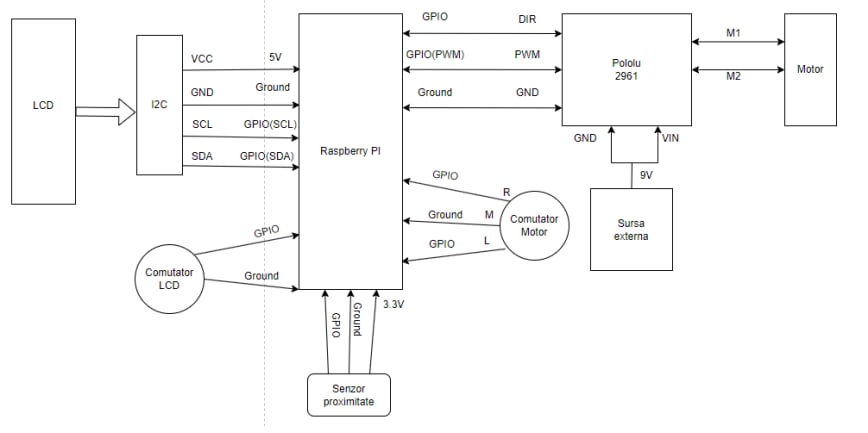 LCD
I2C
VCC
5V
GND
Ground
SCL
GPIO(SCL)
SDA
GPIO(SDA)
Raspberry PI
GPIO
DIR
GPIO(PWM)
PWM
Ground
GND
Pololu
2961
M1
M2
Motor
GND
VIN
9V
Sursa
externa
GPIO
R
Ground
M
GPIO
L
Comutator
Motor
GPIO
Ground
Comutator
LCD
GPIO
Ground
3.3V
Senzor
proximitate